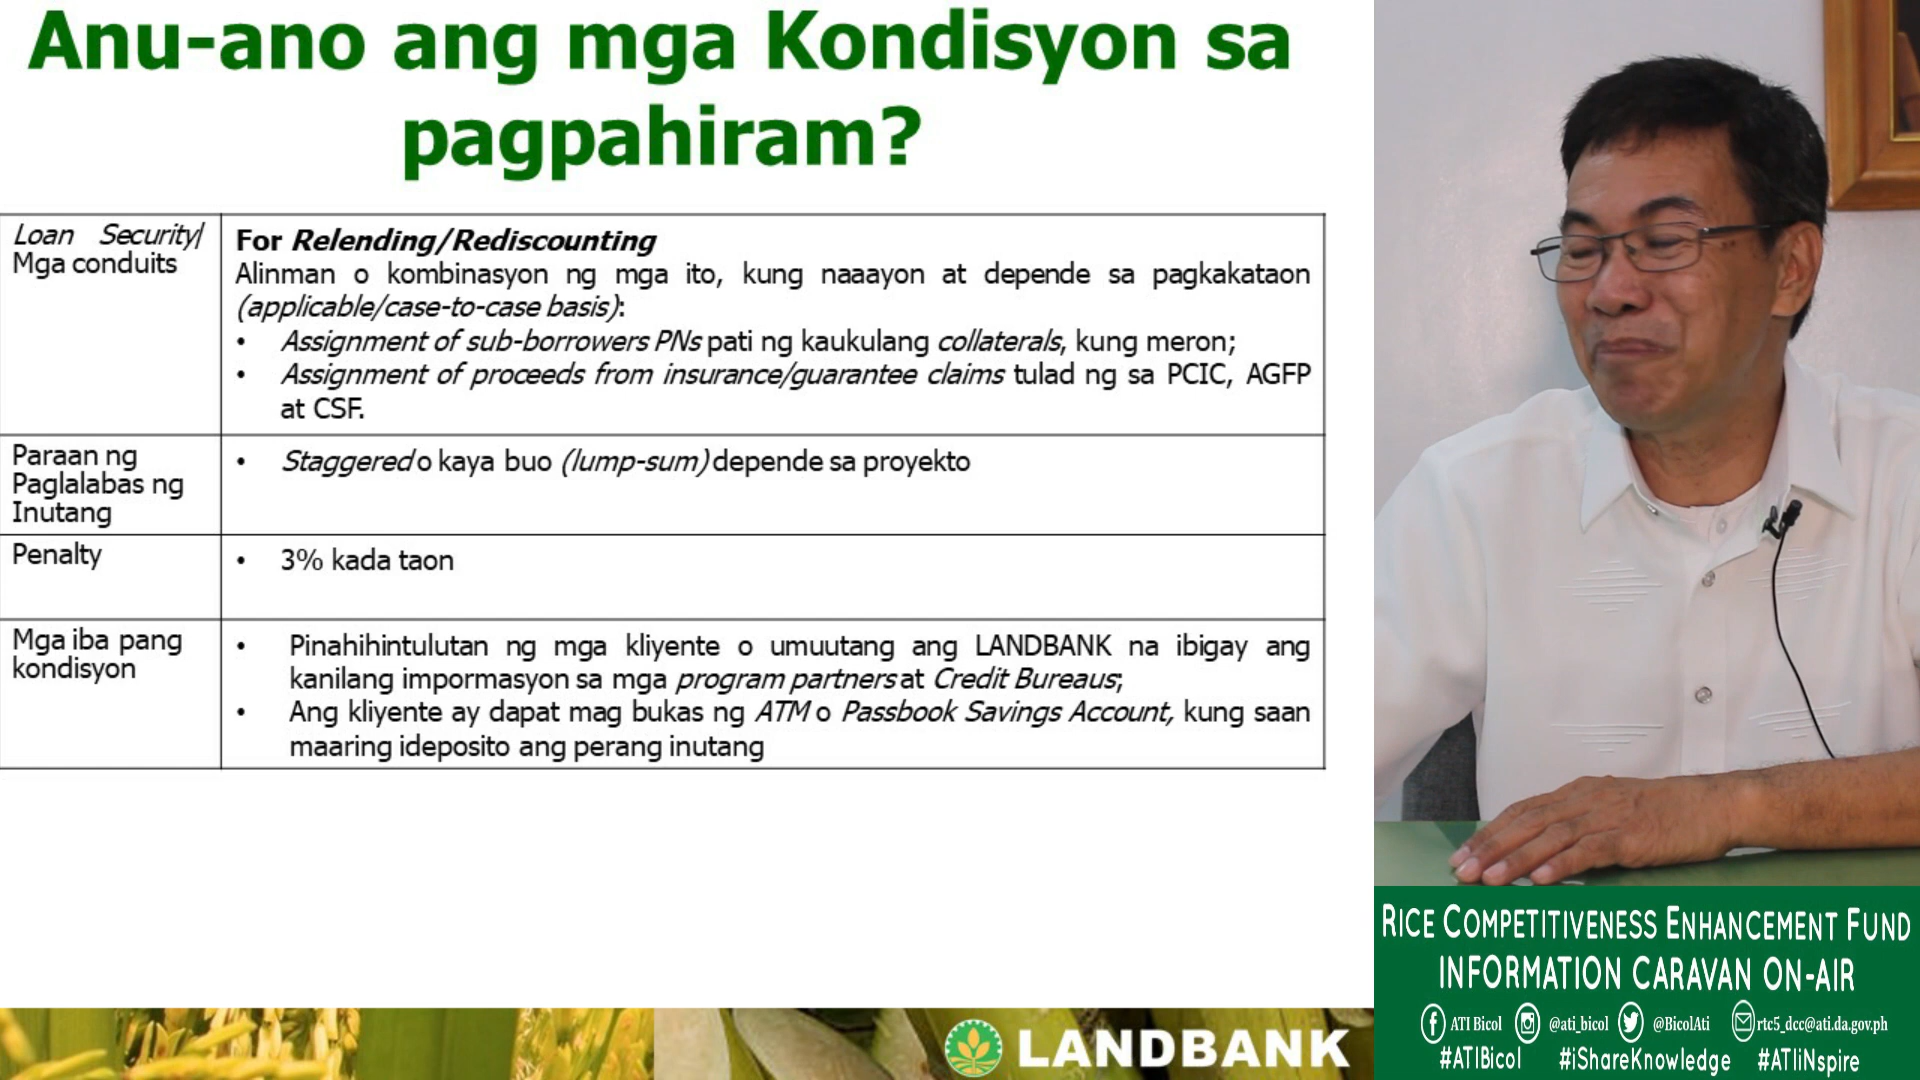 Anu-ano ang mga Kondisyon sa
pagpahiram?
Loan Security/
Mga conduits
For Relending/Rediscounting
Alinman o kombinasyon ng mga ito, kung naaayon at depende sa pagkakataon
(applicable/case-to-case basis):
• Assignment of sub-borrowers PNs pati ng kaukulang collaterals, kung meron;
• Assignment of proceeds from insurance/guarantee claims tulad ng sa PCIC, AGFP
at CSF.
Paraan ng
Paglalabas ng
Inutang
• Staggered o kaya buo (lump-sum) depende sa proyekto
Penalty
• 3% kada taon
Mga iba pang
kondisyon
• Pinahihintulutan ng mga kliyente o umuutang ang LANDBANK na ibigay ang
kanilang impormasyon sa mga program partners at Credit Bureaus;
• Ang kliyente ay dapat mag bukas ng ATM o Passbook Savings Account, kung saan
maaring ideposito ang perang inutang
LANDBANK
RICE COMPETITIVENESS ENHANCEMENT FUND
INFORMATION CARAVAN ON-AIR
ATI Bicol @ati_bicol @BicolAti rtc5_dcc@ati.da.gov.ph
#ATIBicol #iShareKnowledge #ATIiNspire